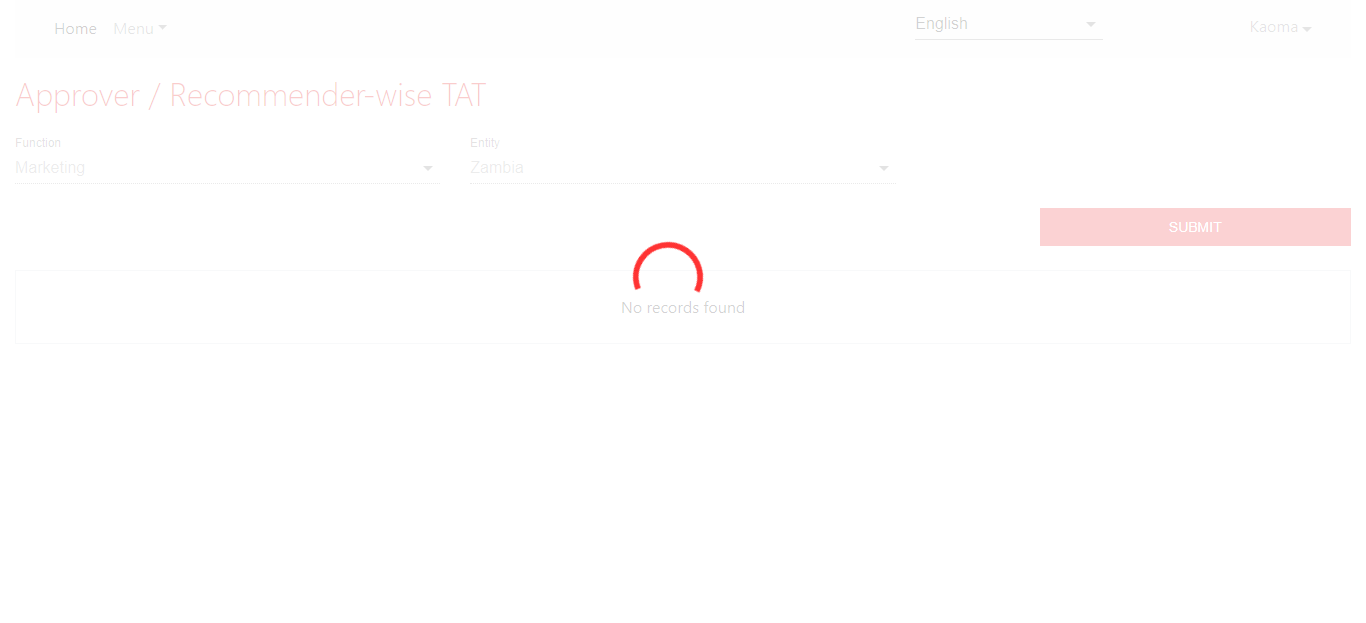 Home Menu English Kaoma
Approver / Recommender-wise TAT
Function Entity
Marketing Zambia
SUBMIT
No records found